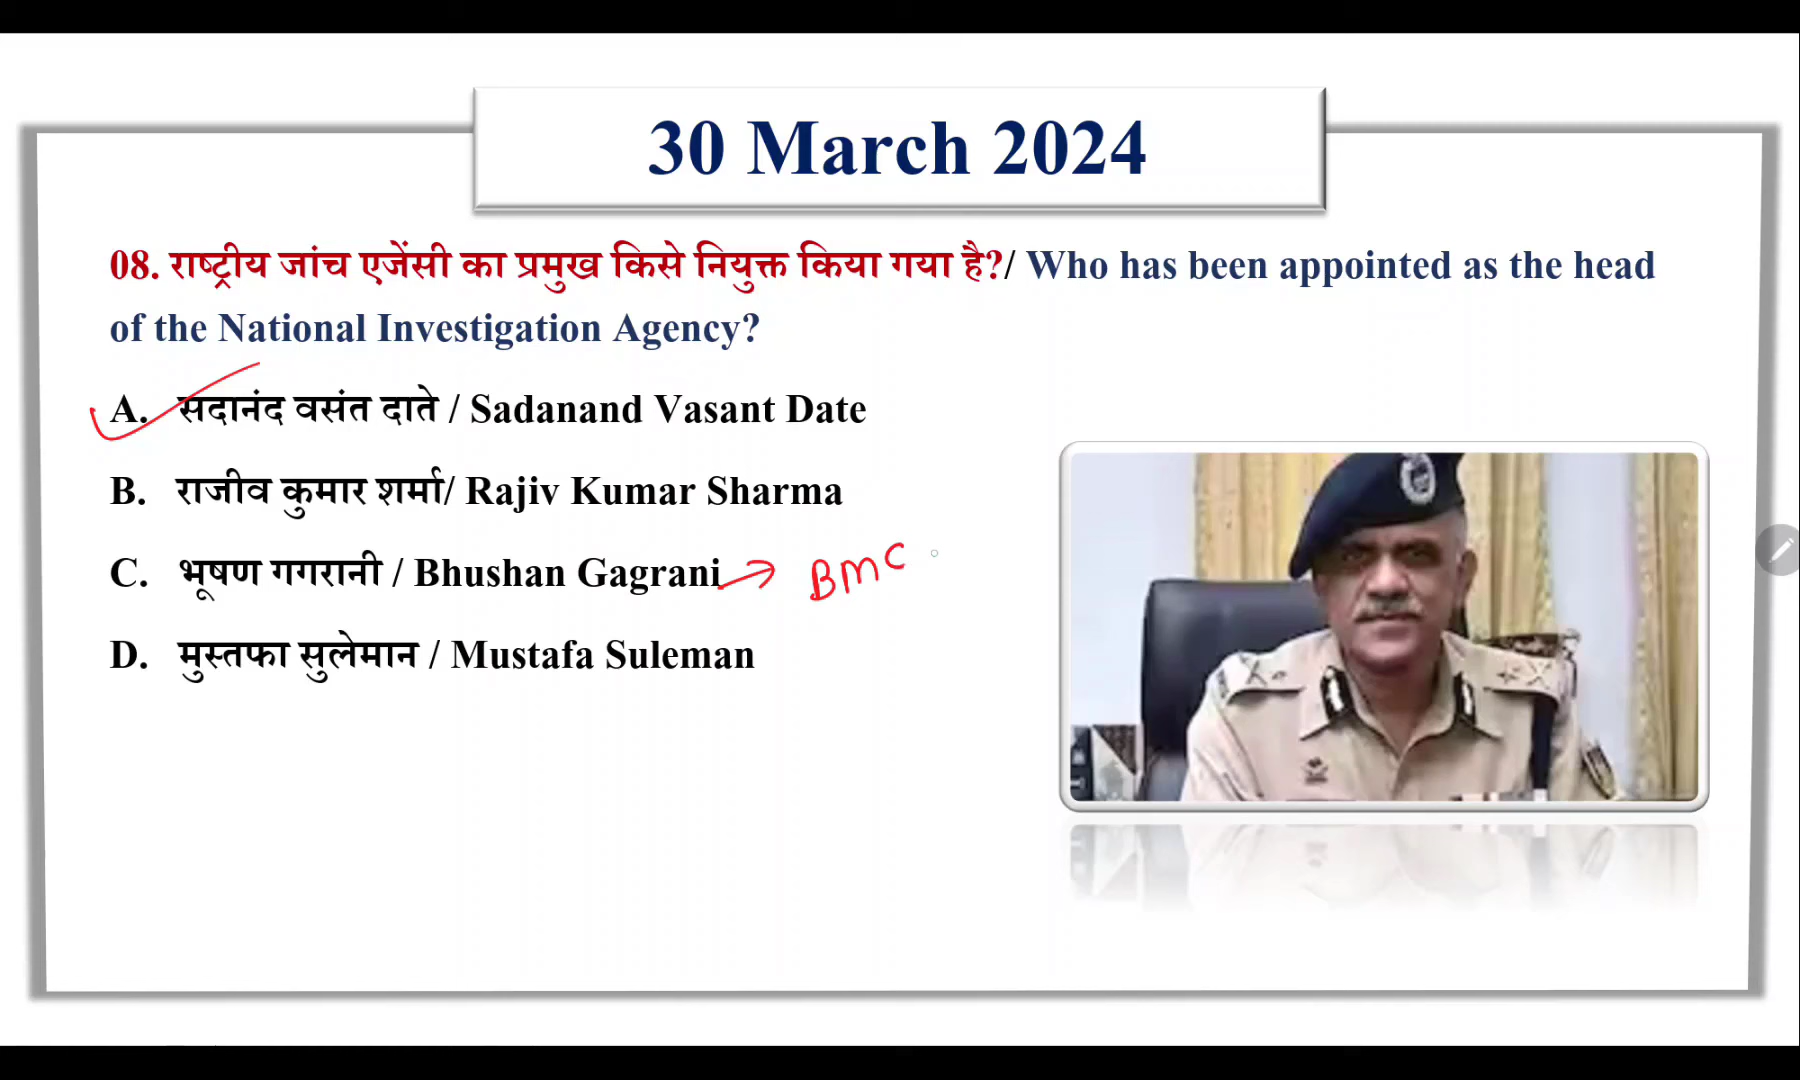 30 March 2024
08. राष्ट्रीय जांच एजेंसी का प्रमुख किसे नियुक्त किया गया है?/ Who has been appointed as the head
of the National Investigation Agency?
A. सदानंद वसंत दाते / Sadanand Vasant Date
B. राजीव कुमार शर्मा/ Rajiv Kumar Sharma
C. भूषण गगरानी / Bhushan Gagrani → BMC
D. मुस्तफा सुलेमान / Mustafa Suleman